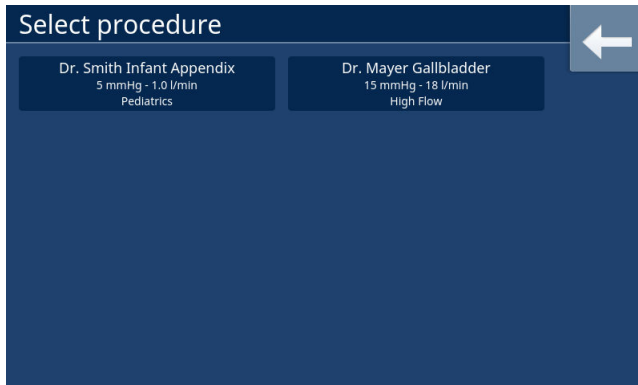 Select procedure
Dr. Smith Infant Appendix
5 mmHg - 1.0 l/min
Pediatrics
Dr. Mayer Gallbladder
15 mmHg - 18 l/min
High Flow